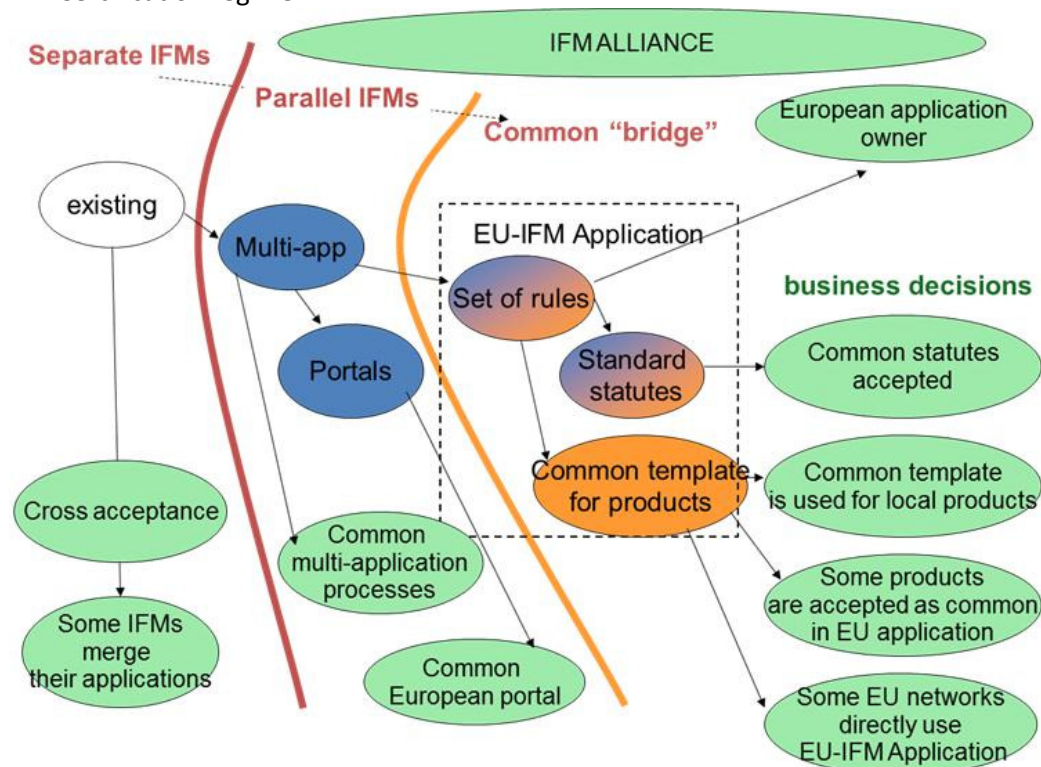 IFM ALLIANCE
Separate IFMs
Parallel IFMs
Common "bridge"
European application
owner
existing
Multi-app
EU-IFM Application
Set of rules
business decisions
Portals
Standard
statutes
Common statutes
accepted
Common template
for products
Common template
is used for local products
Cross acceptance
Common
multi-application
processes
Some products
are accepted as common
in EU application
Some IFMs
merge
their applications
Common
European portal
Some EU networks
directly use
EU-IFM Application